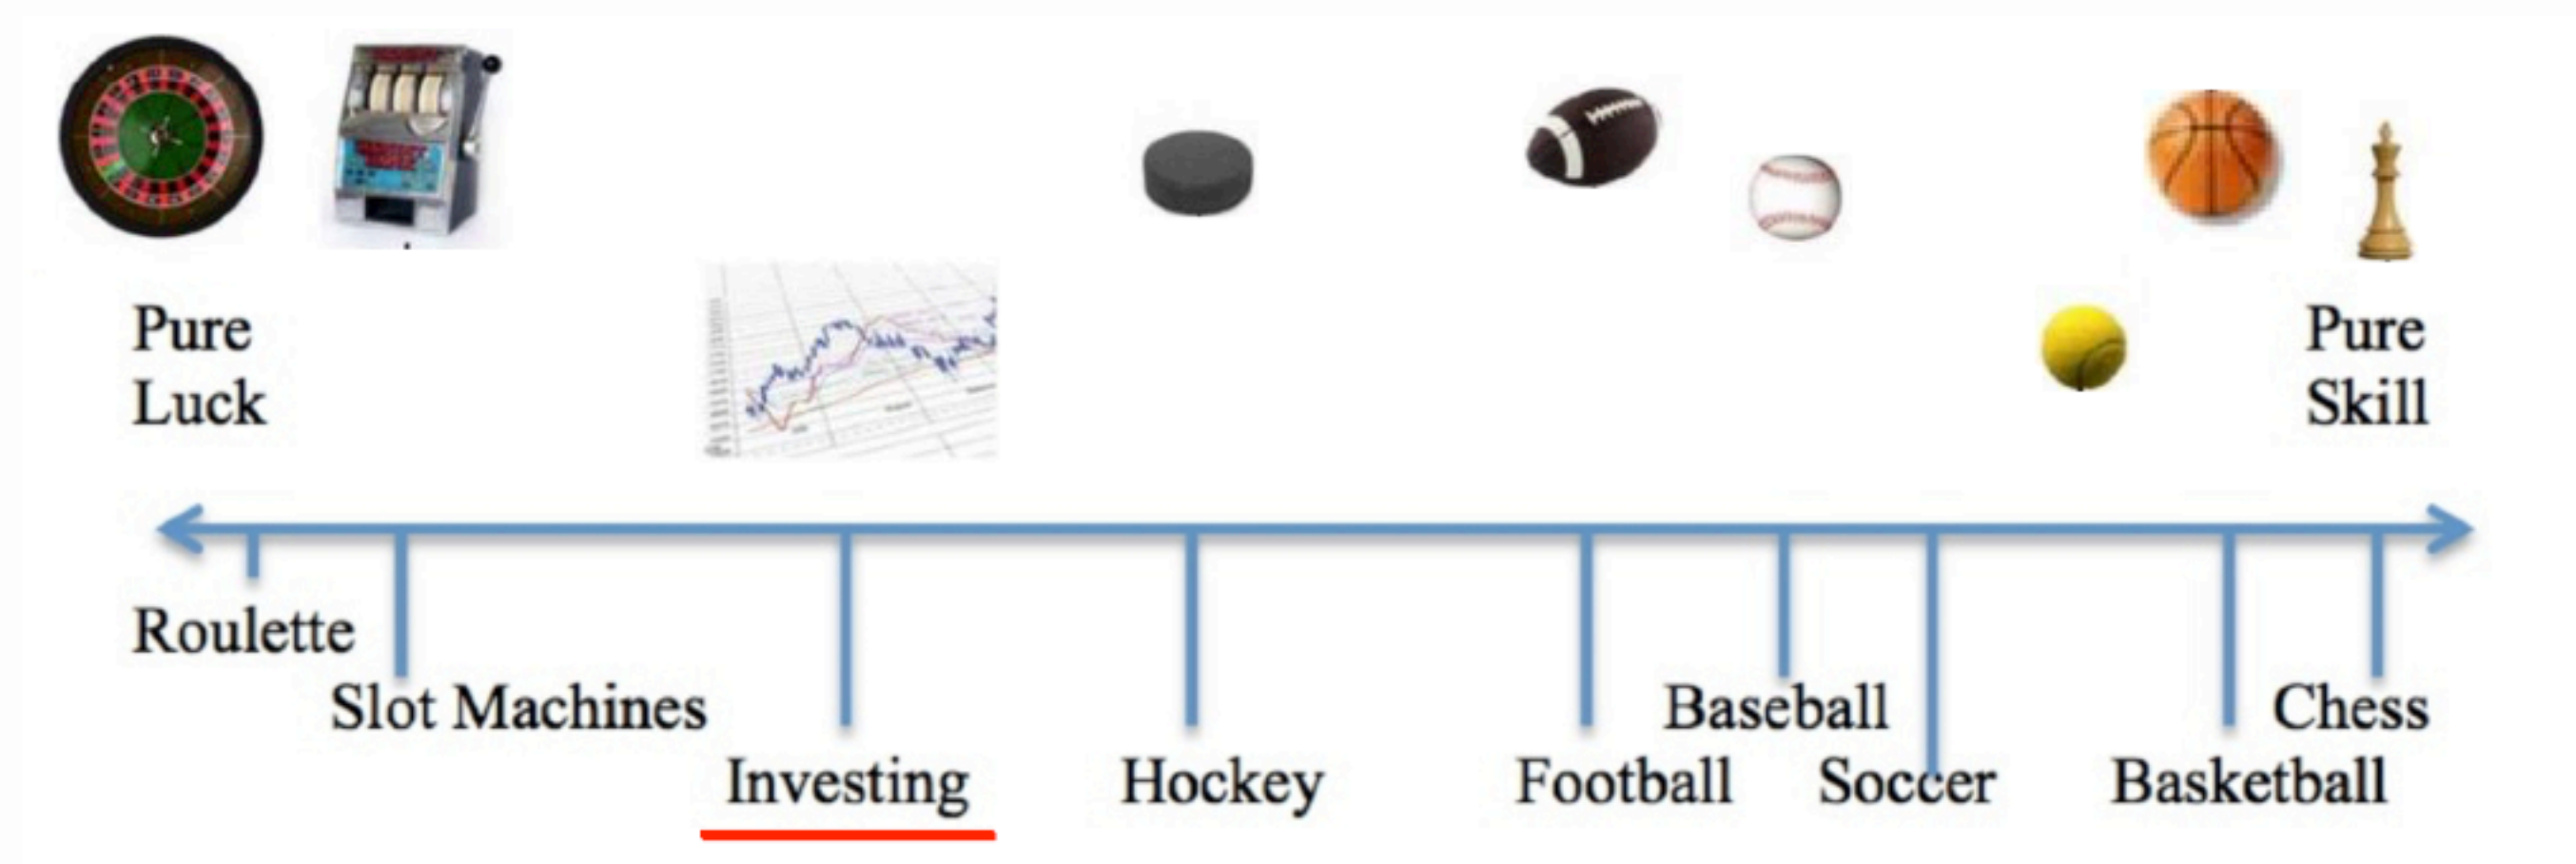 Pure
Luck
Pure
Skill
Roulette
Slot Machines
Investing
Hockey
Football
Baseball
Soccer
Basketball
Chess